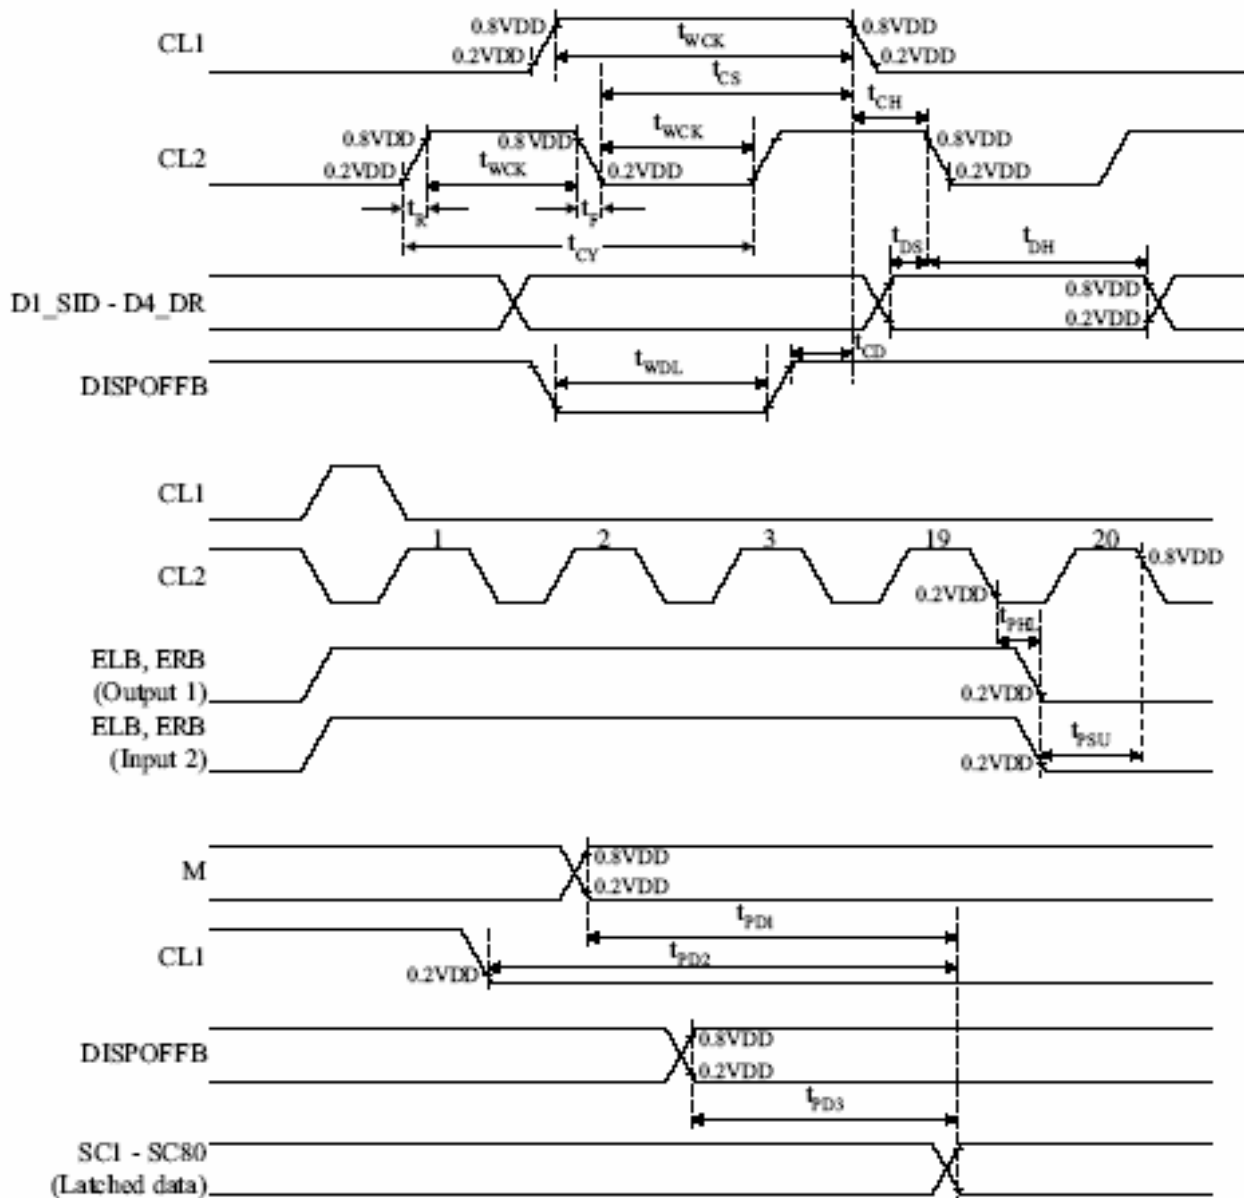 CL1
0.8VDD
0.2VDD
tWCK
0.8VDD
0.2VDD
tCS
tCH
CL2
0.8VDD
0.2VDD
tWCK
0.8VDD
0.2VDD
tWCK
0.8VDD
0.2VDD
tR
tF
tCY
tDS
tDH
D1_SID - D4_DR
0.8VDD
0.2VDD
tCD
DISPOFFB
tWDL
CL1
1
2
3
19
20
CL2
0.8VDD
0.2VDD
tPHL
ELB, ERB
(Output 1)
0.2VDD
ELB, ERB
(Input 2)
0.2VDD
tPSU
M
0.8VDD
0.2VDD
tPD1
CL1
0.2VDD
tPD2
DISPOFFB
0.8VDD
0.2VDD
tPD3
SC1 - SC80
(Latched data)